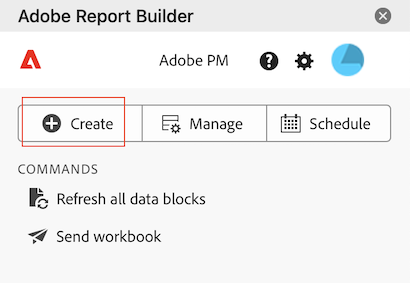 Adobe Report Builder
Adobe PM
Create
Manage
Schedule
COMMANDS
Refresh all data blocks
Send workbook